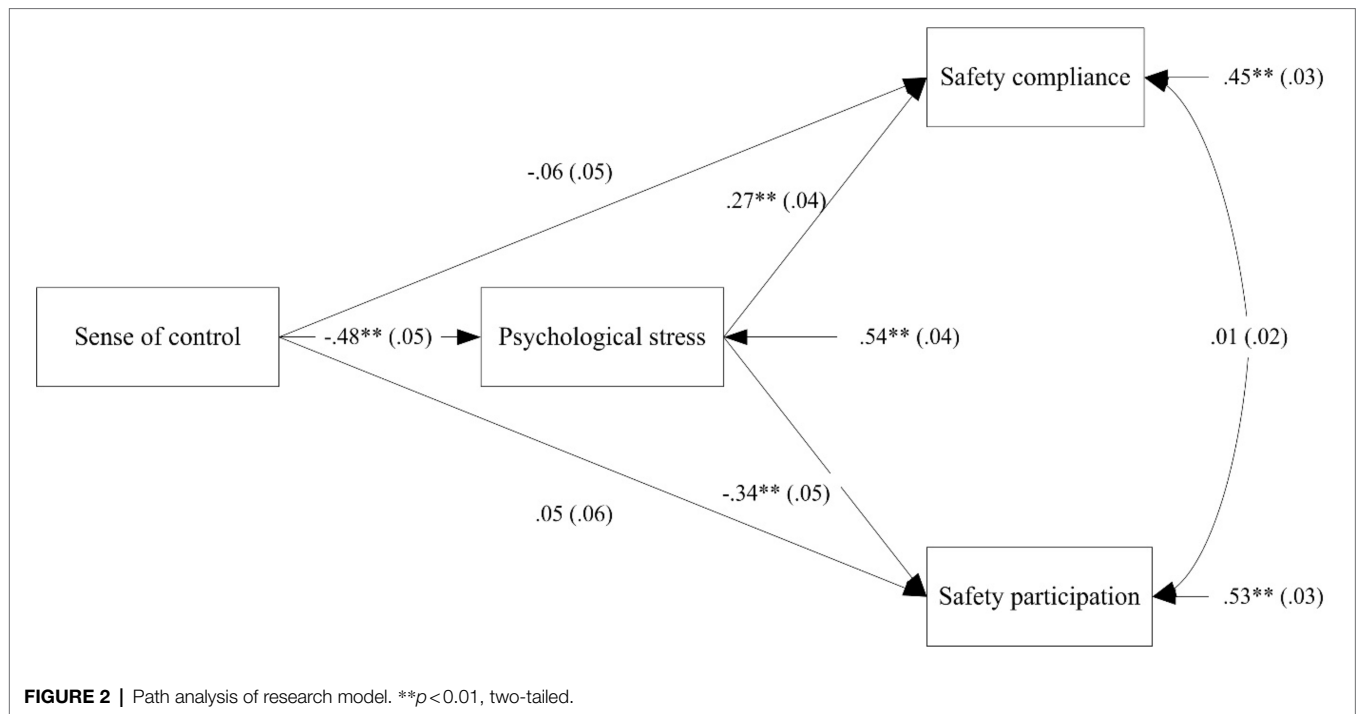 Safety compliance
.45** (.03)
-.06 (.05)
.27** (.04)
Sense of control
-.48** (.05)
Psychological stress
.54** (.04)
.01 (.02)
-.34** (.05)
.05 (.06)
Safety participation
.53** (.03)
FIGURE 2 | Path analysis of research model. **p<0.01, two-tailed.